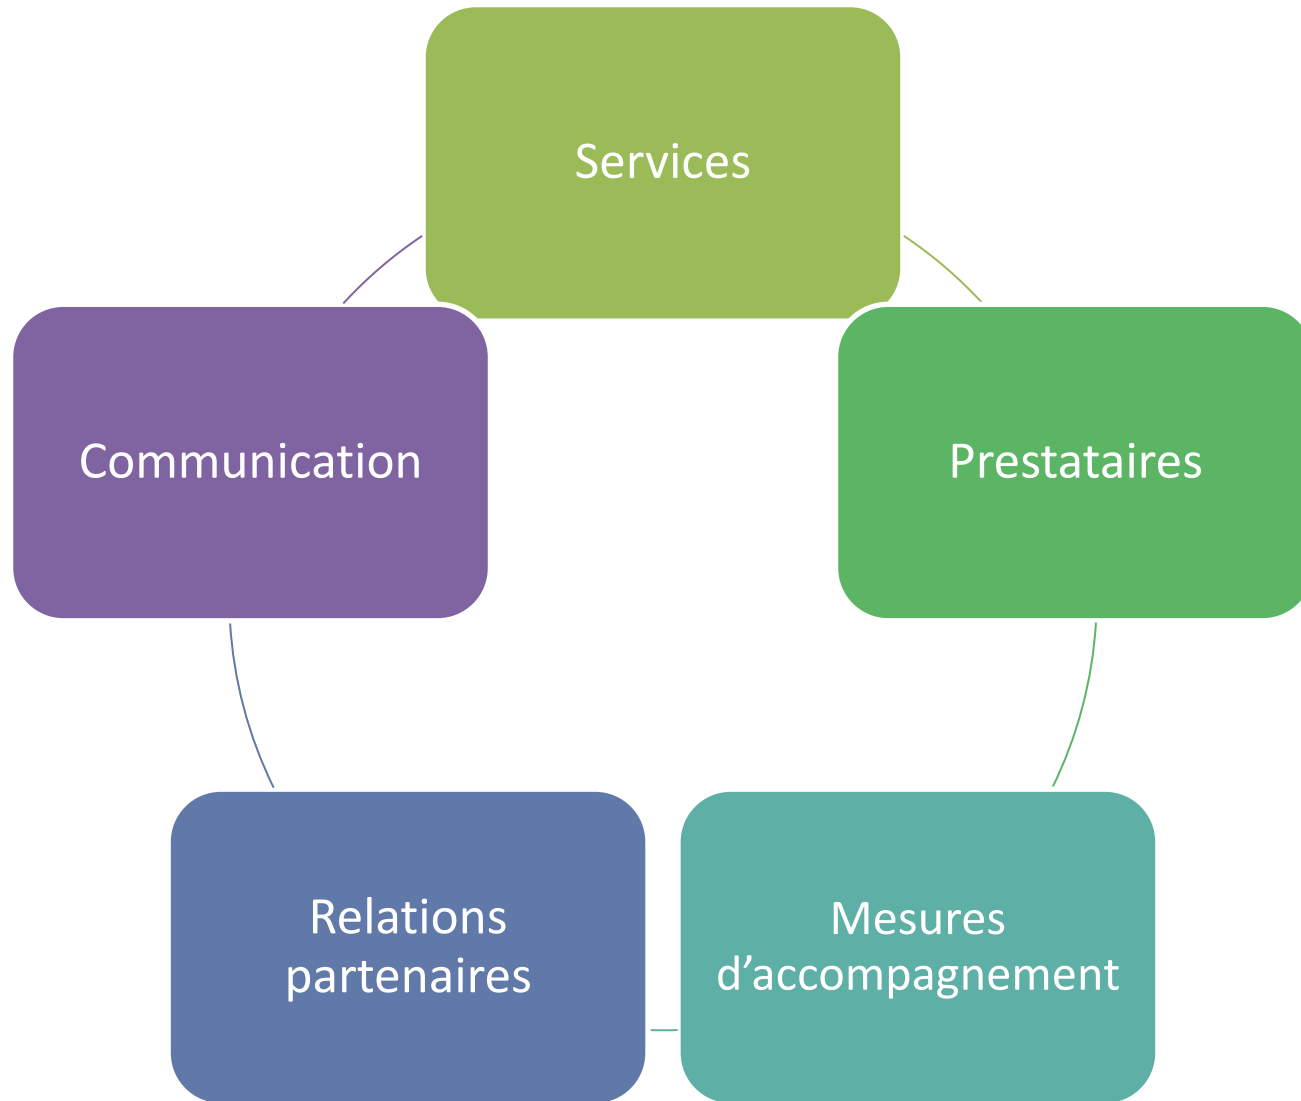 Services
Communication
Prestataires
Relations
partenaires
Mesures
d’accompagnement